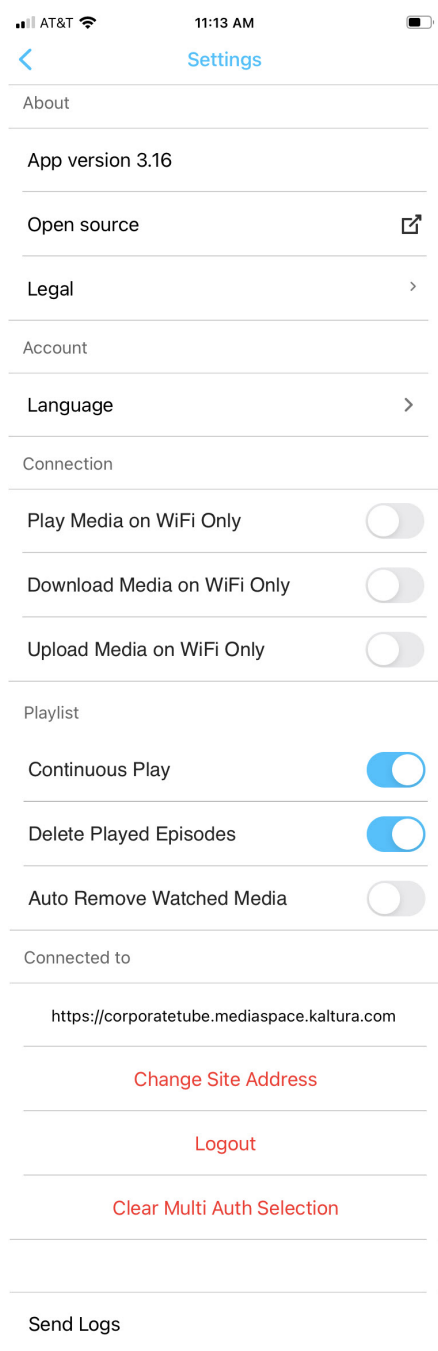 AT&T 11:13 AM
Settings
About
App version 3.16
Open source
Legal
Account
Language
Connection
Play Media on WiFi Only
Download Media on WiFi Only
Upload Media on WiFi Only
Playlist
Continuous Play
Delete Played Episodes
Auto Remove Watched Media
Connected to
https://corporatetube.mediaspace.kaltura.com
Change Site Address
Logout
Clear Multi Auth Selection
Send Logs